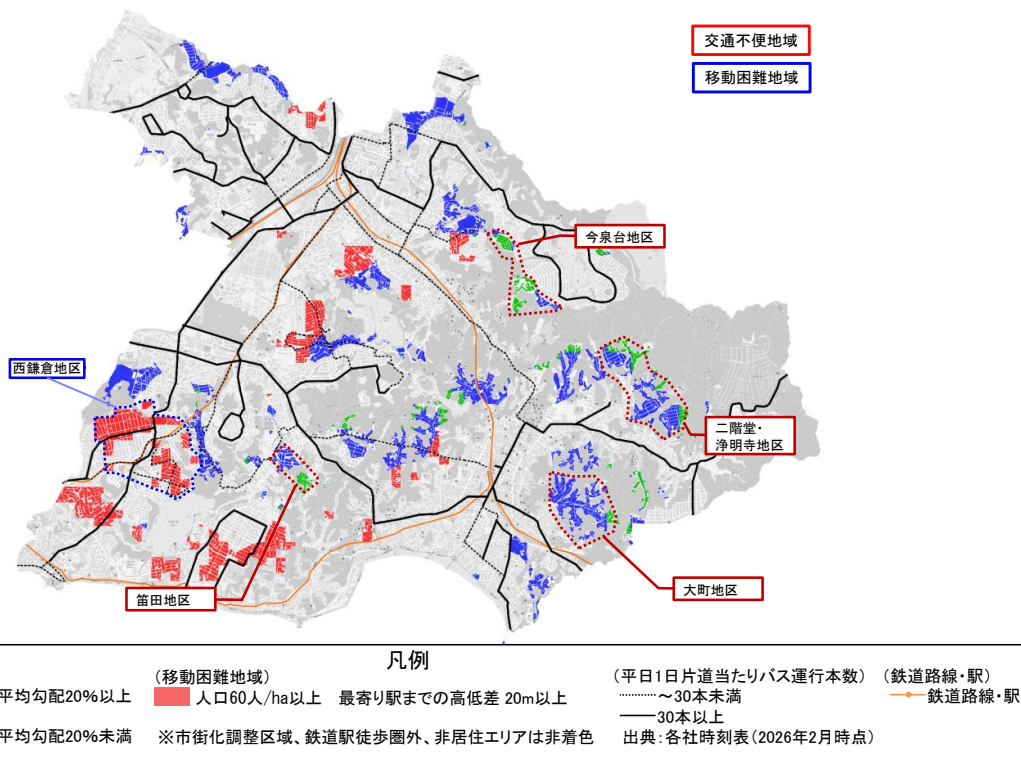 交通不便地域
移動困難地域
今泉台地区
西鎌倉地区
二階堂・
浄明寺地区
大町地区
笛田地区
凡例
(移動困難地域)
(平日1日片道当たりバス運行本数)
(鉄道路線・駅)
平均勾配20%以上
人口60人/ha以上
最寄り駅までの高低差 20m以上
~30本未満
鉄道路線・駅
30本以上
平均勾配20%未満
※市街化調整区域、鉄道駅徒歩圏外、非居住エリアは非着色
出典:各社時刻表(2026年2月時点)